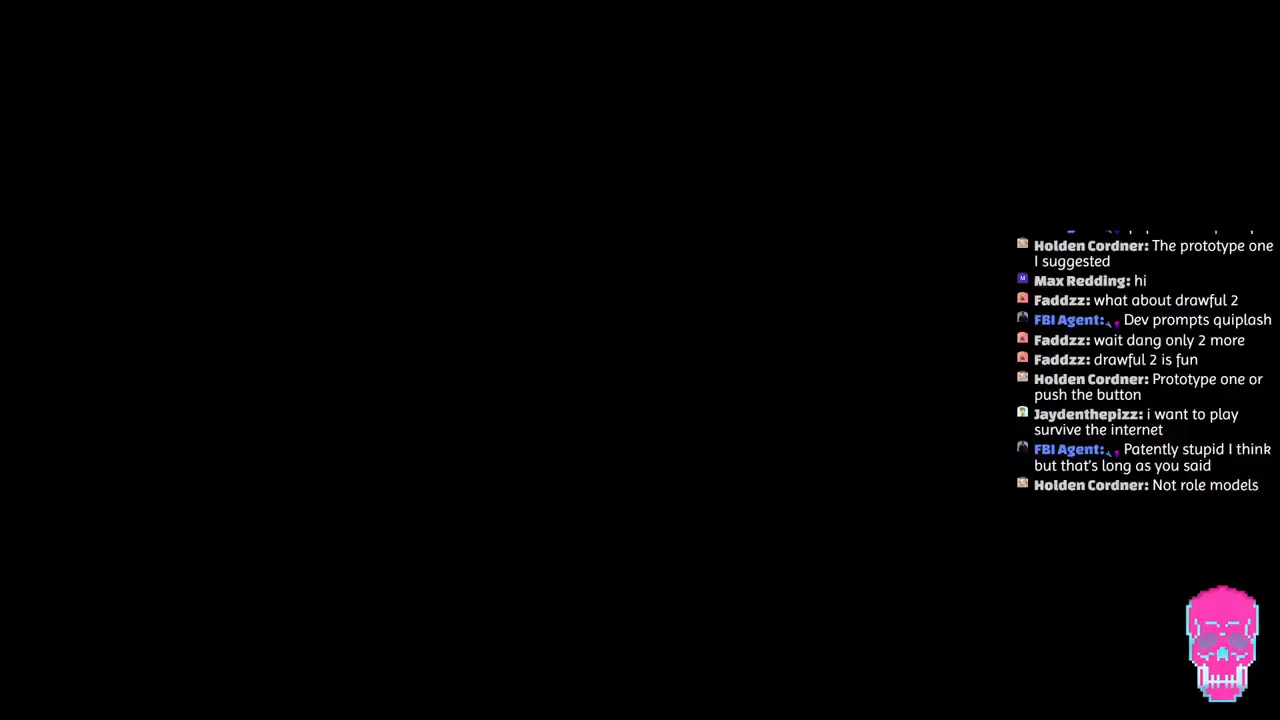 Holden Cordner: The prototype one
I suggested
Max Redding: hi
Faddzz: what about drawful 2
FBI Agent: Dev prompts quiplash
Faddzz: wait dang only 2 more
Faddzz: drawful 2 is fun
Holden Cordner: Prototype one or
push the button
Jaydenthepizz: i want to play
survive the internet
FBI Agent: Patently stupid I think
but that's long as you said
Holden Cordner: Not role models